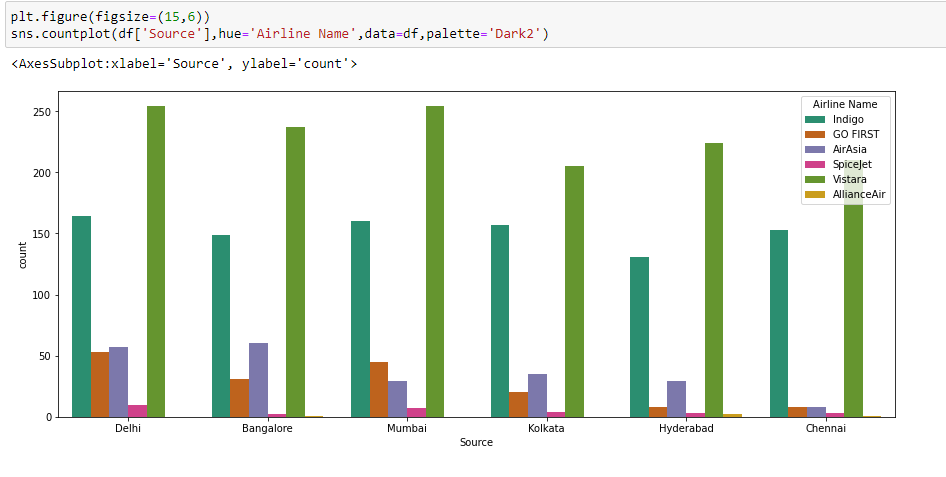 plt.figure(figsize=(15,6))
sns.countplot(df['Source'],hue='Airline Name',data=df,palette='Dark2')
<AxesSubplot:xlabel='Source', ylabel='count'>
Airline Name
Indigo
GO FIRST
AirAsia
SpiceJet
Vistara
AllianceAir
250
200
150
100
50
0
count
Delhi Bangalore Mumbai Kolkata Hyderabad Chennai
Source